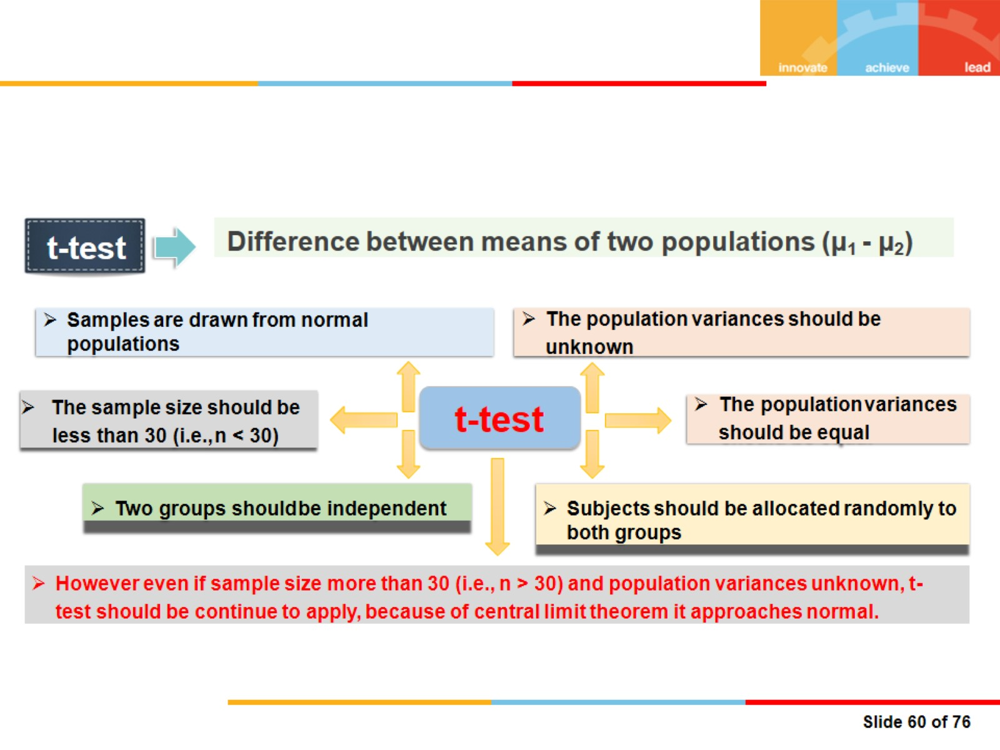 innovate achieve lead
t-test
Difference between means of two populations (μ₁ - μ₂)
➢ Samples are drawn from normal
populations
➢ The population variances should be
unknown
➢ The sample size should be
less than 30 (i.e., n < 30)
t-test
➢ The population variances
should be equal
➢ Two groups should be independent
➢ Subjects should be allocated randomly to
both groups
➢ However even if sample size more than 30 (i.e., n > 30) and population variances unknown, t-
test should be continue to apply, because of central limit theorem it approaches normal.
Slide 60 of 76